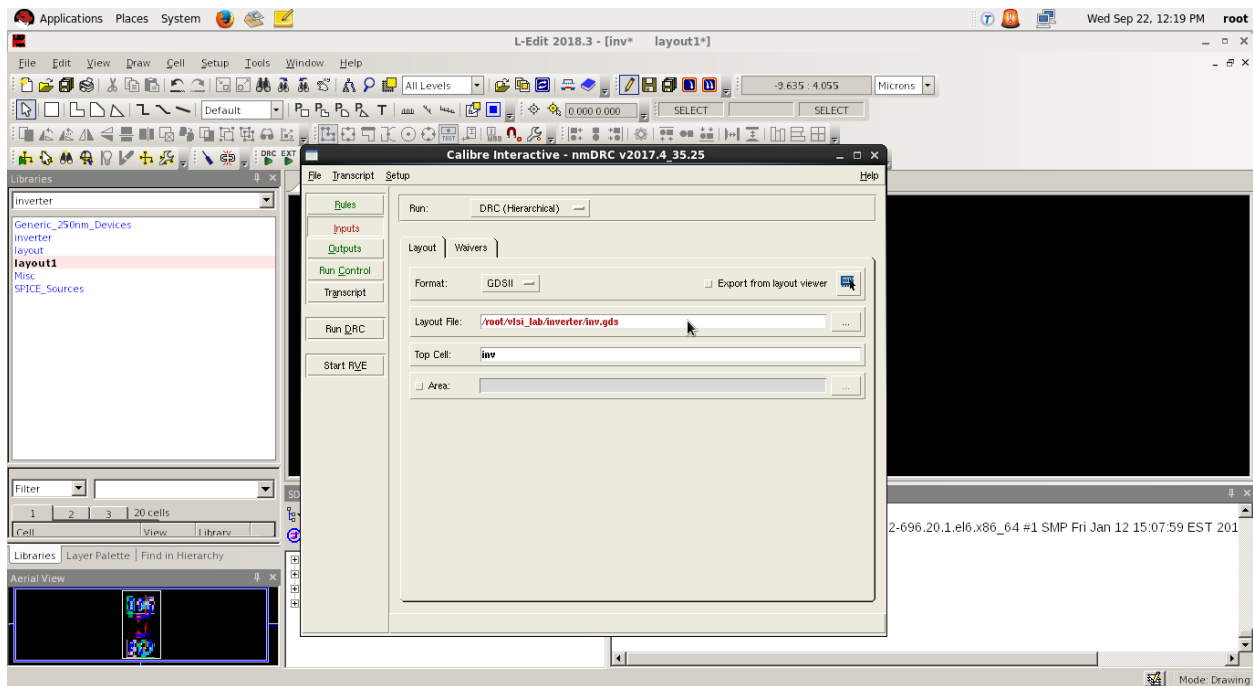 Applications Places System Wed Sep 22, 12:19 PM root
L-Edit 2018.3 - [inv* layout1*]
File Edit View Draw Cell Setup Tools Window Help
All Levels -9.635 : 4.055 Microns
Default T 0.000 0.000 SELECT SELECT
TEST
DRC EXT
Libraries
inverter
Generic_250nm_Devices
inverter
layout
layout1
Misc
SPICE_Sources
Filter
1 2 3 20 cells
Cell View Library
Libraries Layer Palette Find in Hierarchy
Aerial View
Calibre Interactive - nmDRC v2017.4_35.25
File Transcript Setup Help
Rules
Inputs
Outputs
Run Control
Transcript
Run DRC
Start RVE
Run: DRC (Hierarchical)
Layout Waivers
Format: GDSII Export from layout viewer
Layout File: /root/vlsi_lab/inverter/inv.gds ...
Top Cell: inv
Area: ...
2-696.20.1.el6.x86_64 #1 SMP Fri Jan 12 15:07:59 EST 201
Mode: Drawing